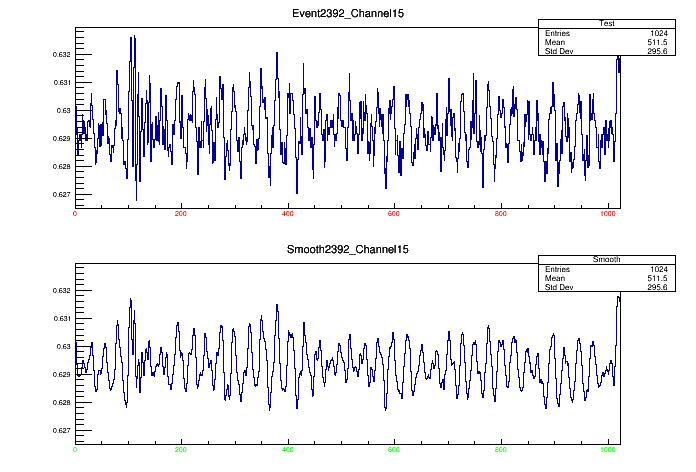 Event2392_Channel15
Test
Entries 1024
Mean 511.5
Std Dev 295.6
0.632
0.631
0.63
0.629
0.628
0.627
0 200 400 600 800 1000
Smooth2392_Channel15
Smooth
Entries 1024
Mean 511.5
Std Dev 295.6
0.632
0.631
0.63
0.629
0.628
0.627
0 200 400 600 800 1000